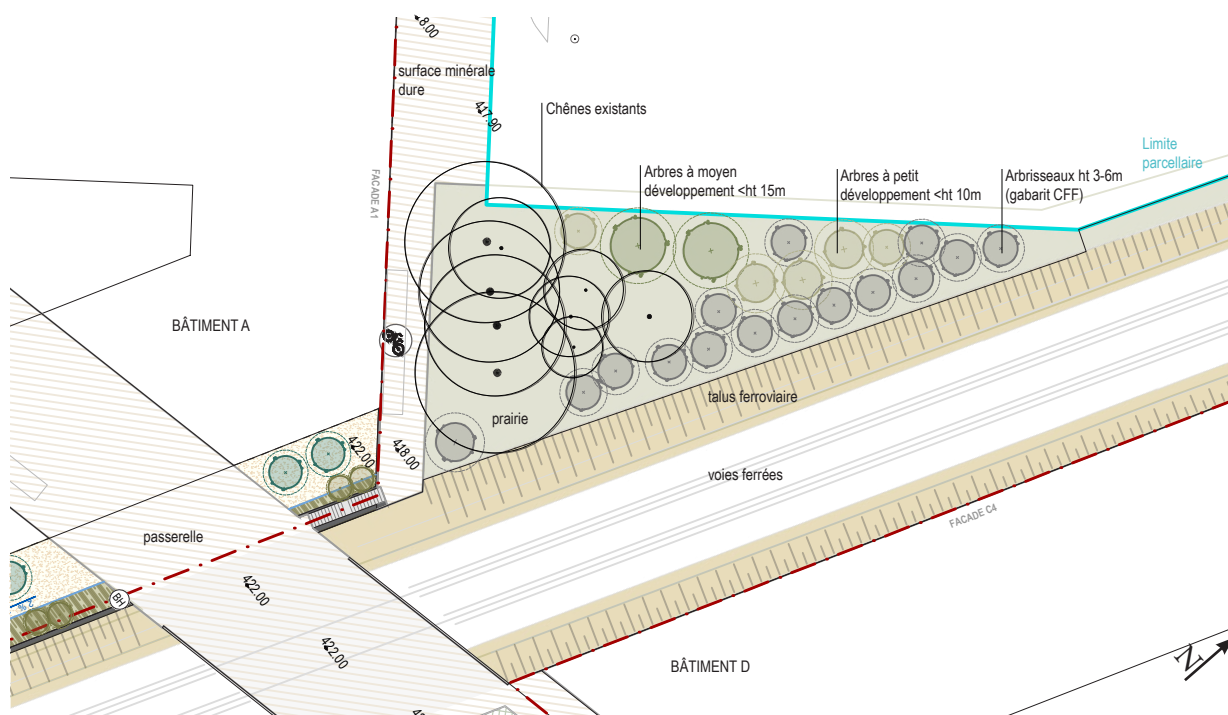 8.00
surface minérale
dure
417.90
Chênes existants
FACADE A1
Arbres à moyen
développement <ht 15m
Arbres à petit
développement <ht 10m
Arbrisseaux ht 3-6m
(gabarit CFF)
Limite
parcellaire
BÂTIMENT A
prairie
talus ferroviaire
422.00
418.00
voies ferrées
FACADE C4
passerelle
BH
422.00
422.00
BÂTIMENT D
N